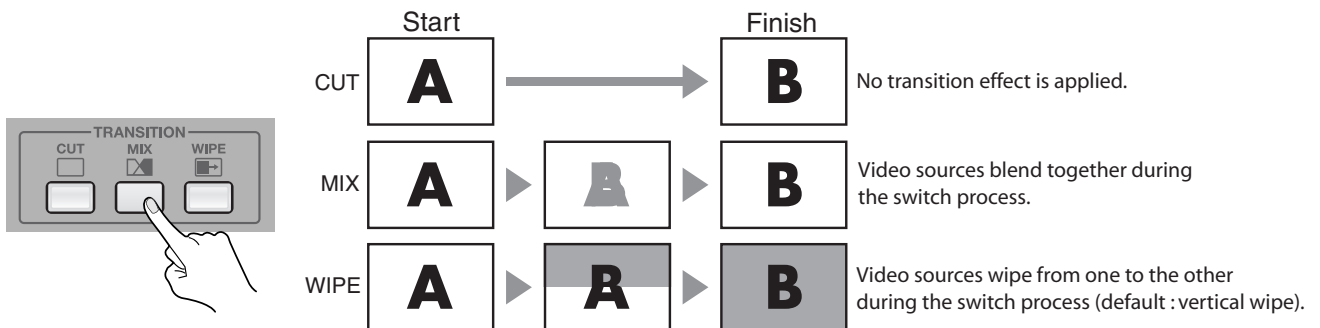 Start Finish
CUT A B No transition effect is applied.
TRANSITION
CUT MIX WIPE
MIX A B B Video sources blend together during
the switch process.
WIPE A B B Video sources wipe from one to the other
during the switch process (default : vertical wipe).